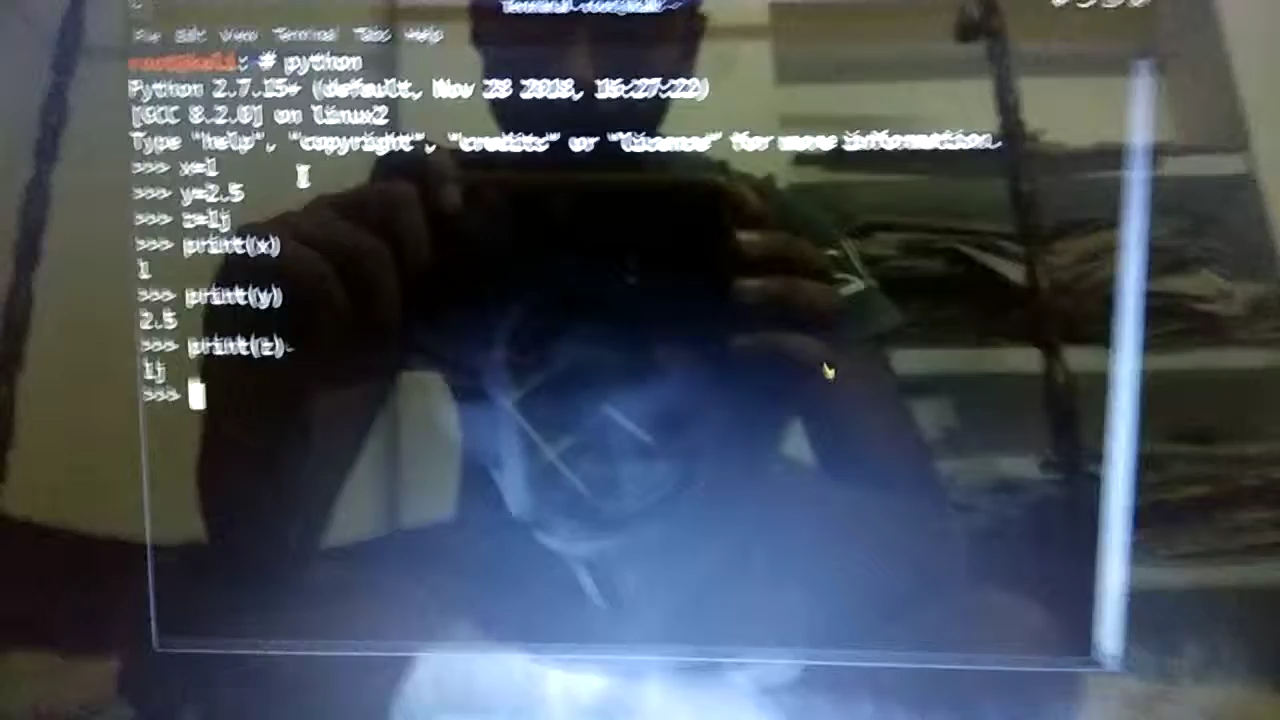 File Edit View Terminal Tabs Help
root@kali: # python
Python 2.7.15+ (default, Nov 28 2018, 16:27:22)
[GCC 8.2.0] on linux2
Type "help", "copyright", "credits" or "license" for more information.
>>> x=1
>>> y=2.5
>>> z=1j
>>> print(x)
1
>>> print(y)
2.5
>>> print(z)
1j
>>>